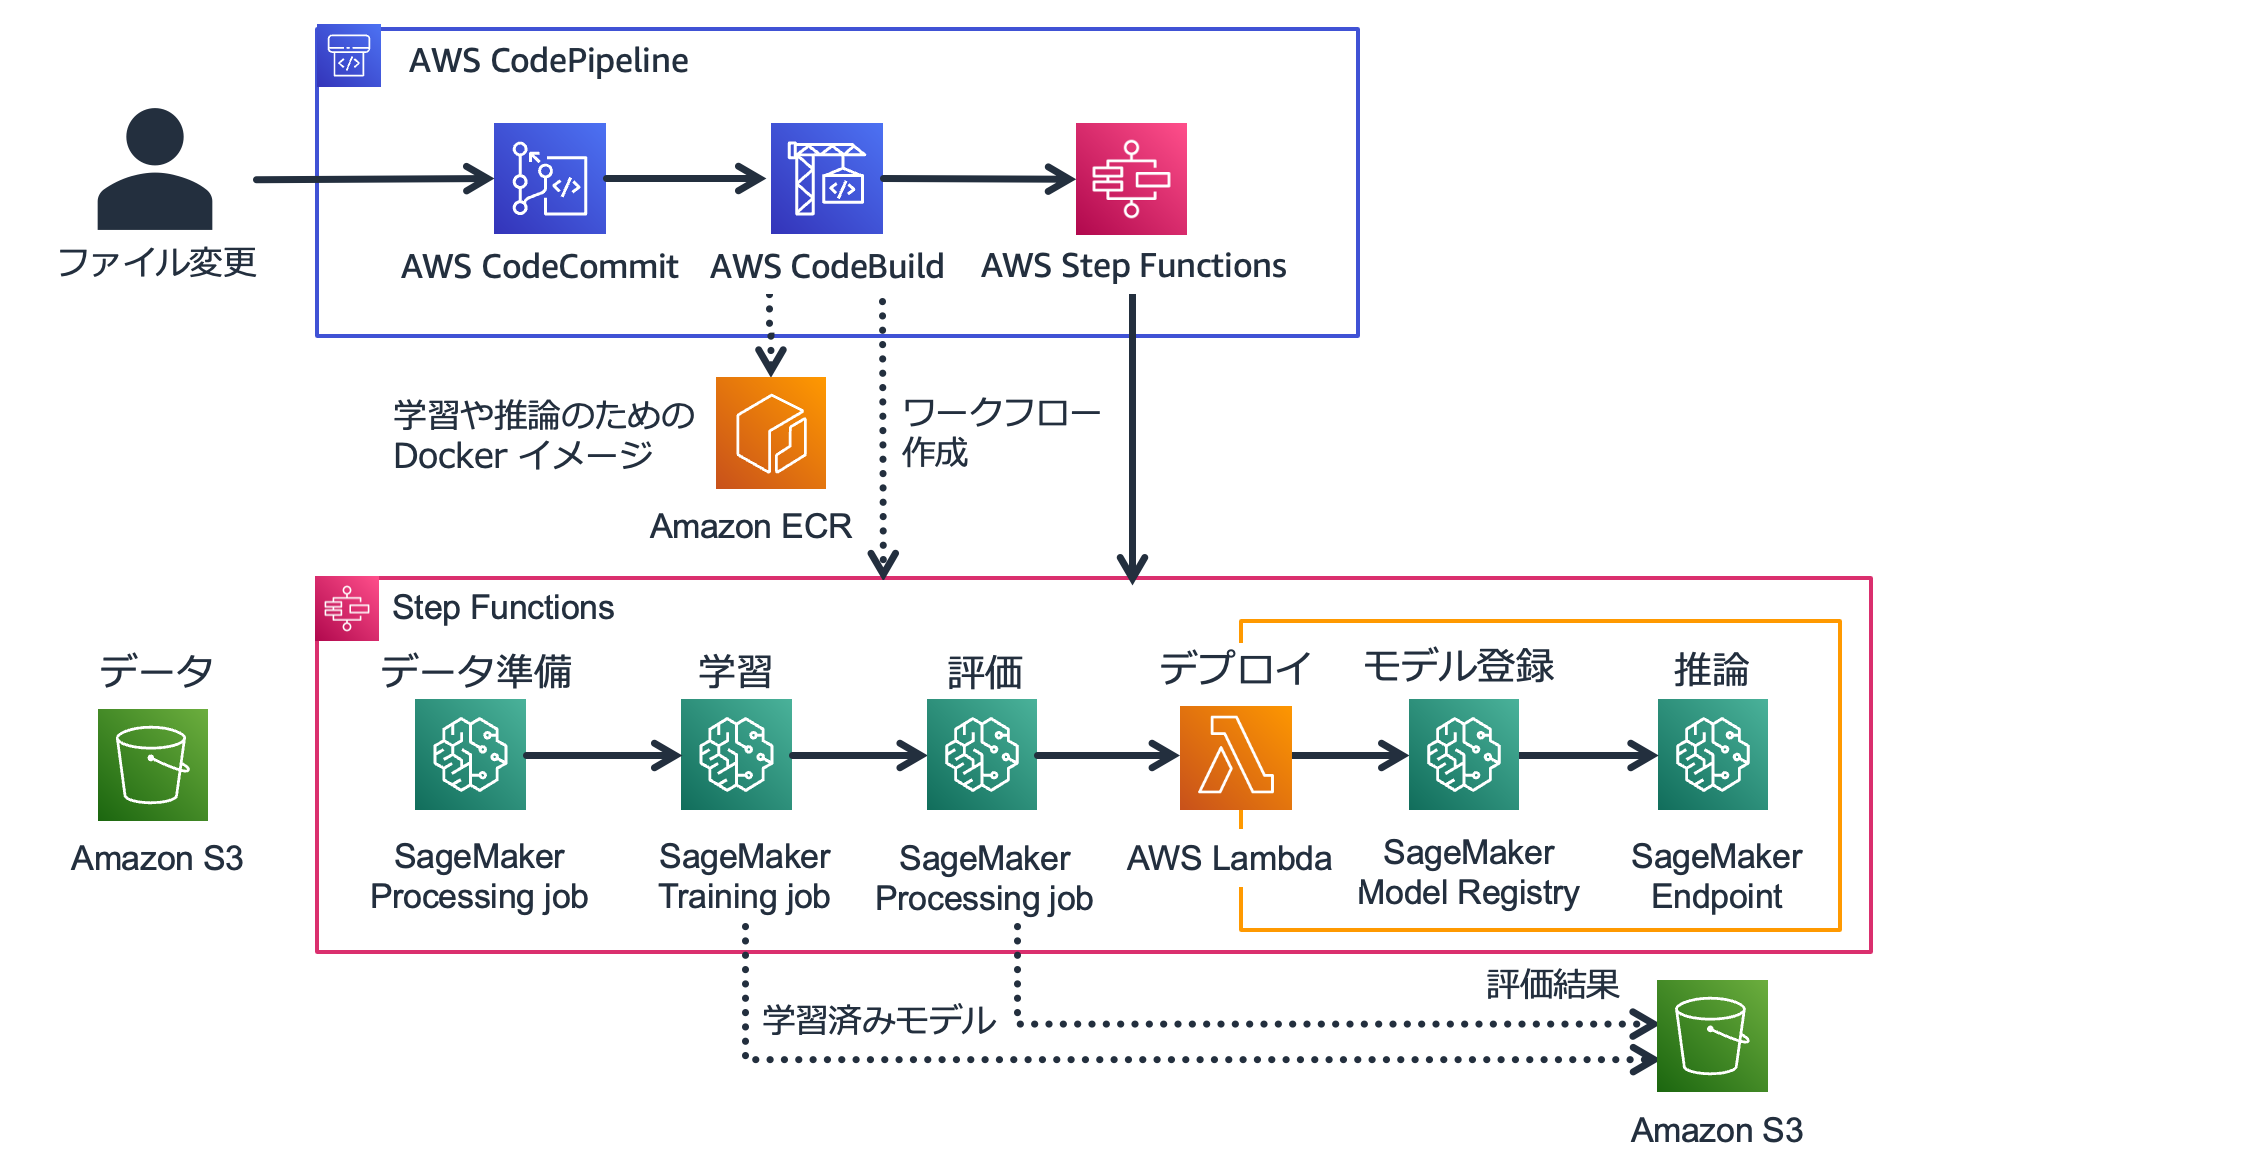 AWS CodePipeline
ファイル変更
AWS CodeCommit
AWS CodeBuild
AWS Step Functions
学習や推論のための
Docker イメージ
Amazon ECR
ワークフロー
作成
Step Functions
データ
Amazon S3
データ準備
SageMaker
Processing job
学習
SageMaker
Training job
評価
SageMaker
Processing job
デプロイ
AWS Lambda
モデル登録
SageMaker
Model Registry
推論
SageMaker
Endpoint
学習済みモデル
評価結果
Amazon S3